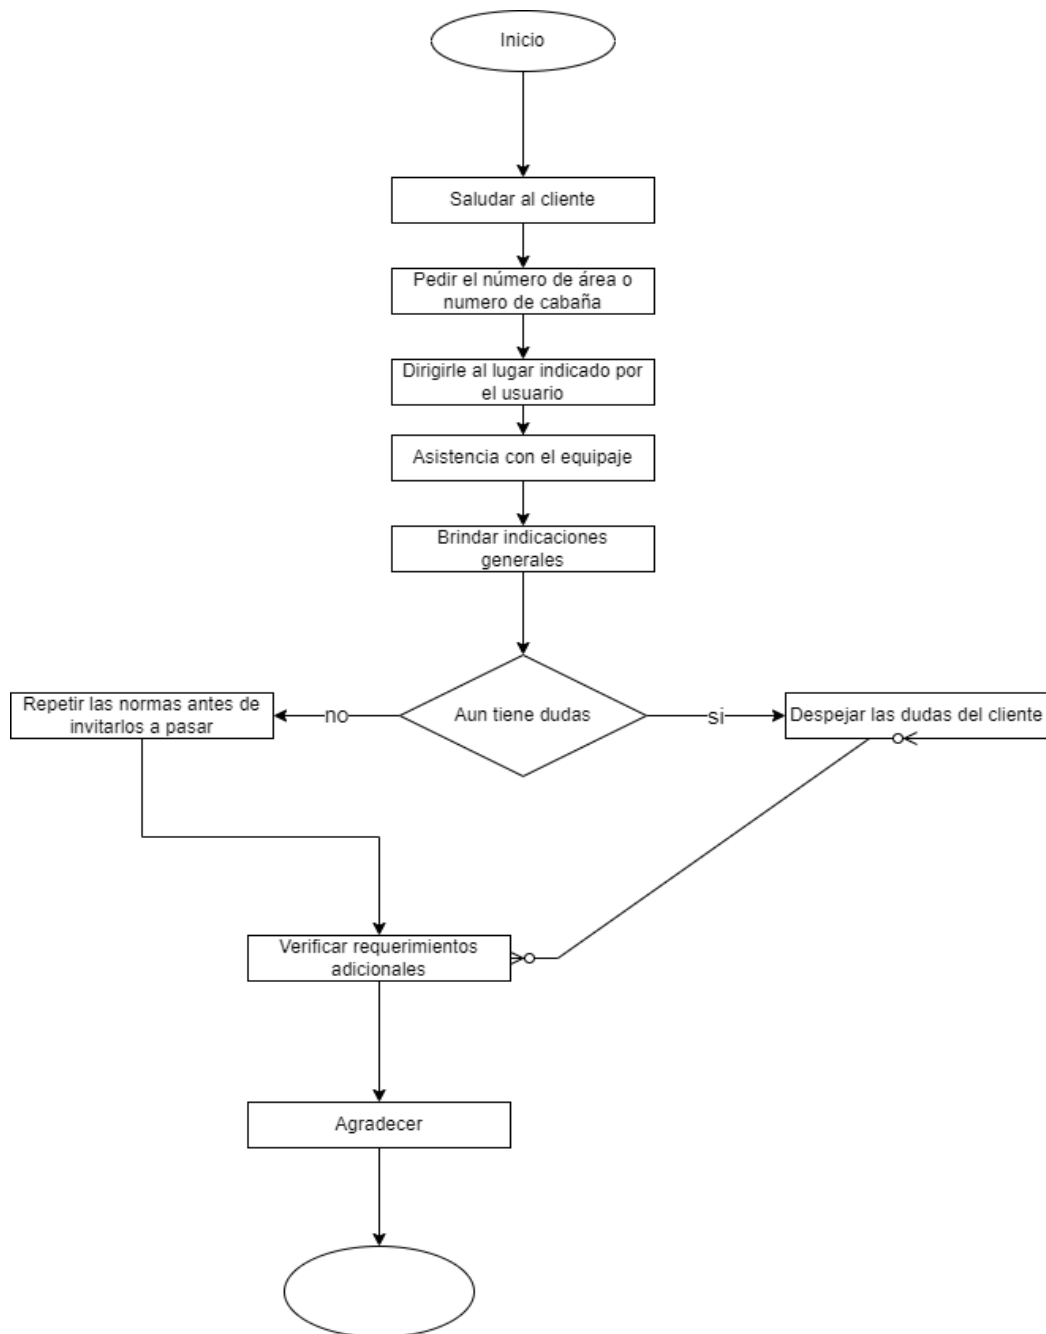 Inicio
Saludar al cliente
Pedir el número de área o
numero de cabaña
Dirigirle al lugar indicado por
el usuario
Asistencia con el equipaje
Brindar indicaciones
generales
Repetir las normas antes de
invitarlos a pasar
no
Aun tiene dudas
si
Despejar las dudas del cliente
Verificar requerimientos
adicionales
Agradecer